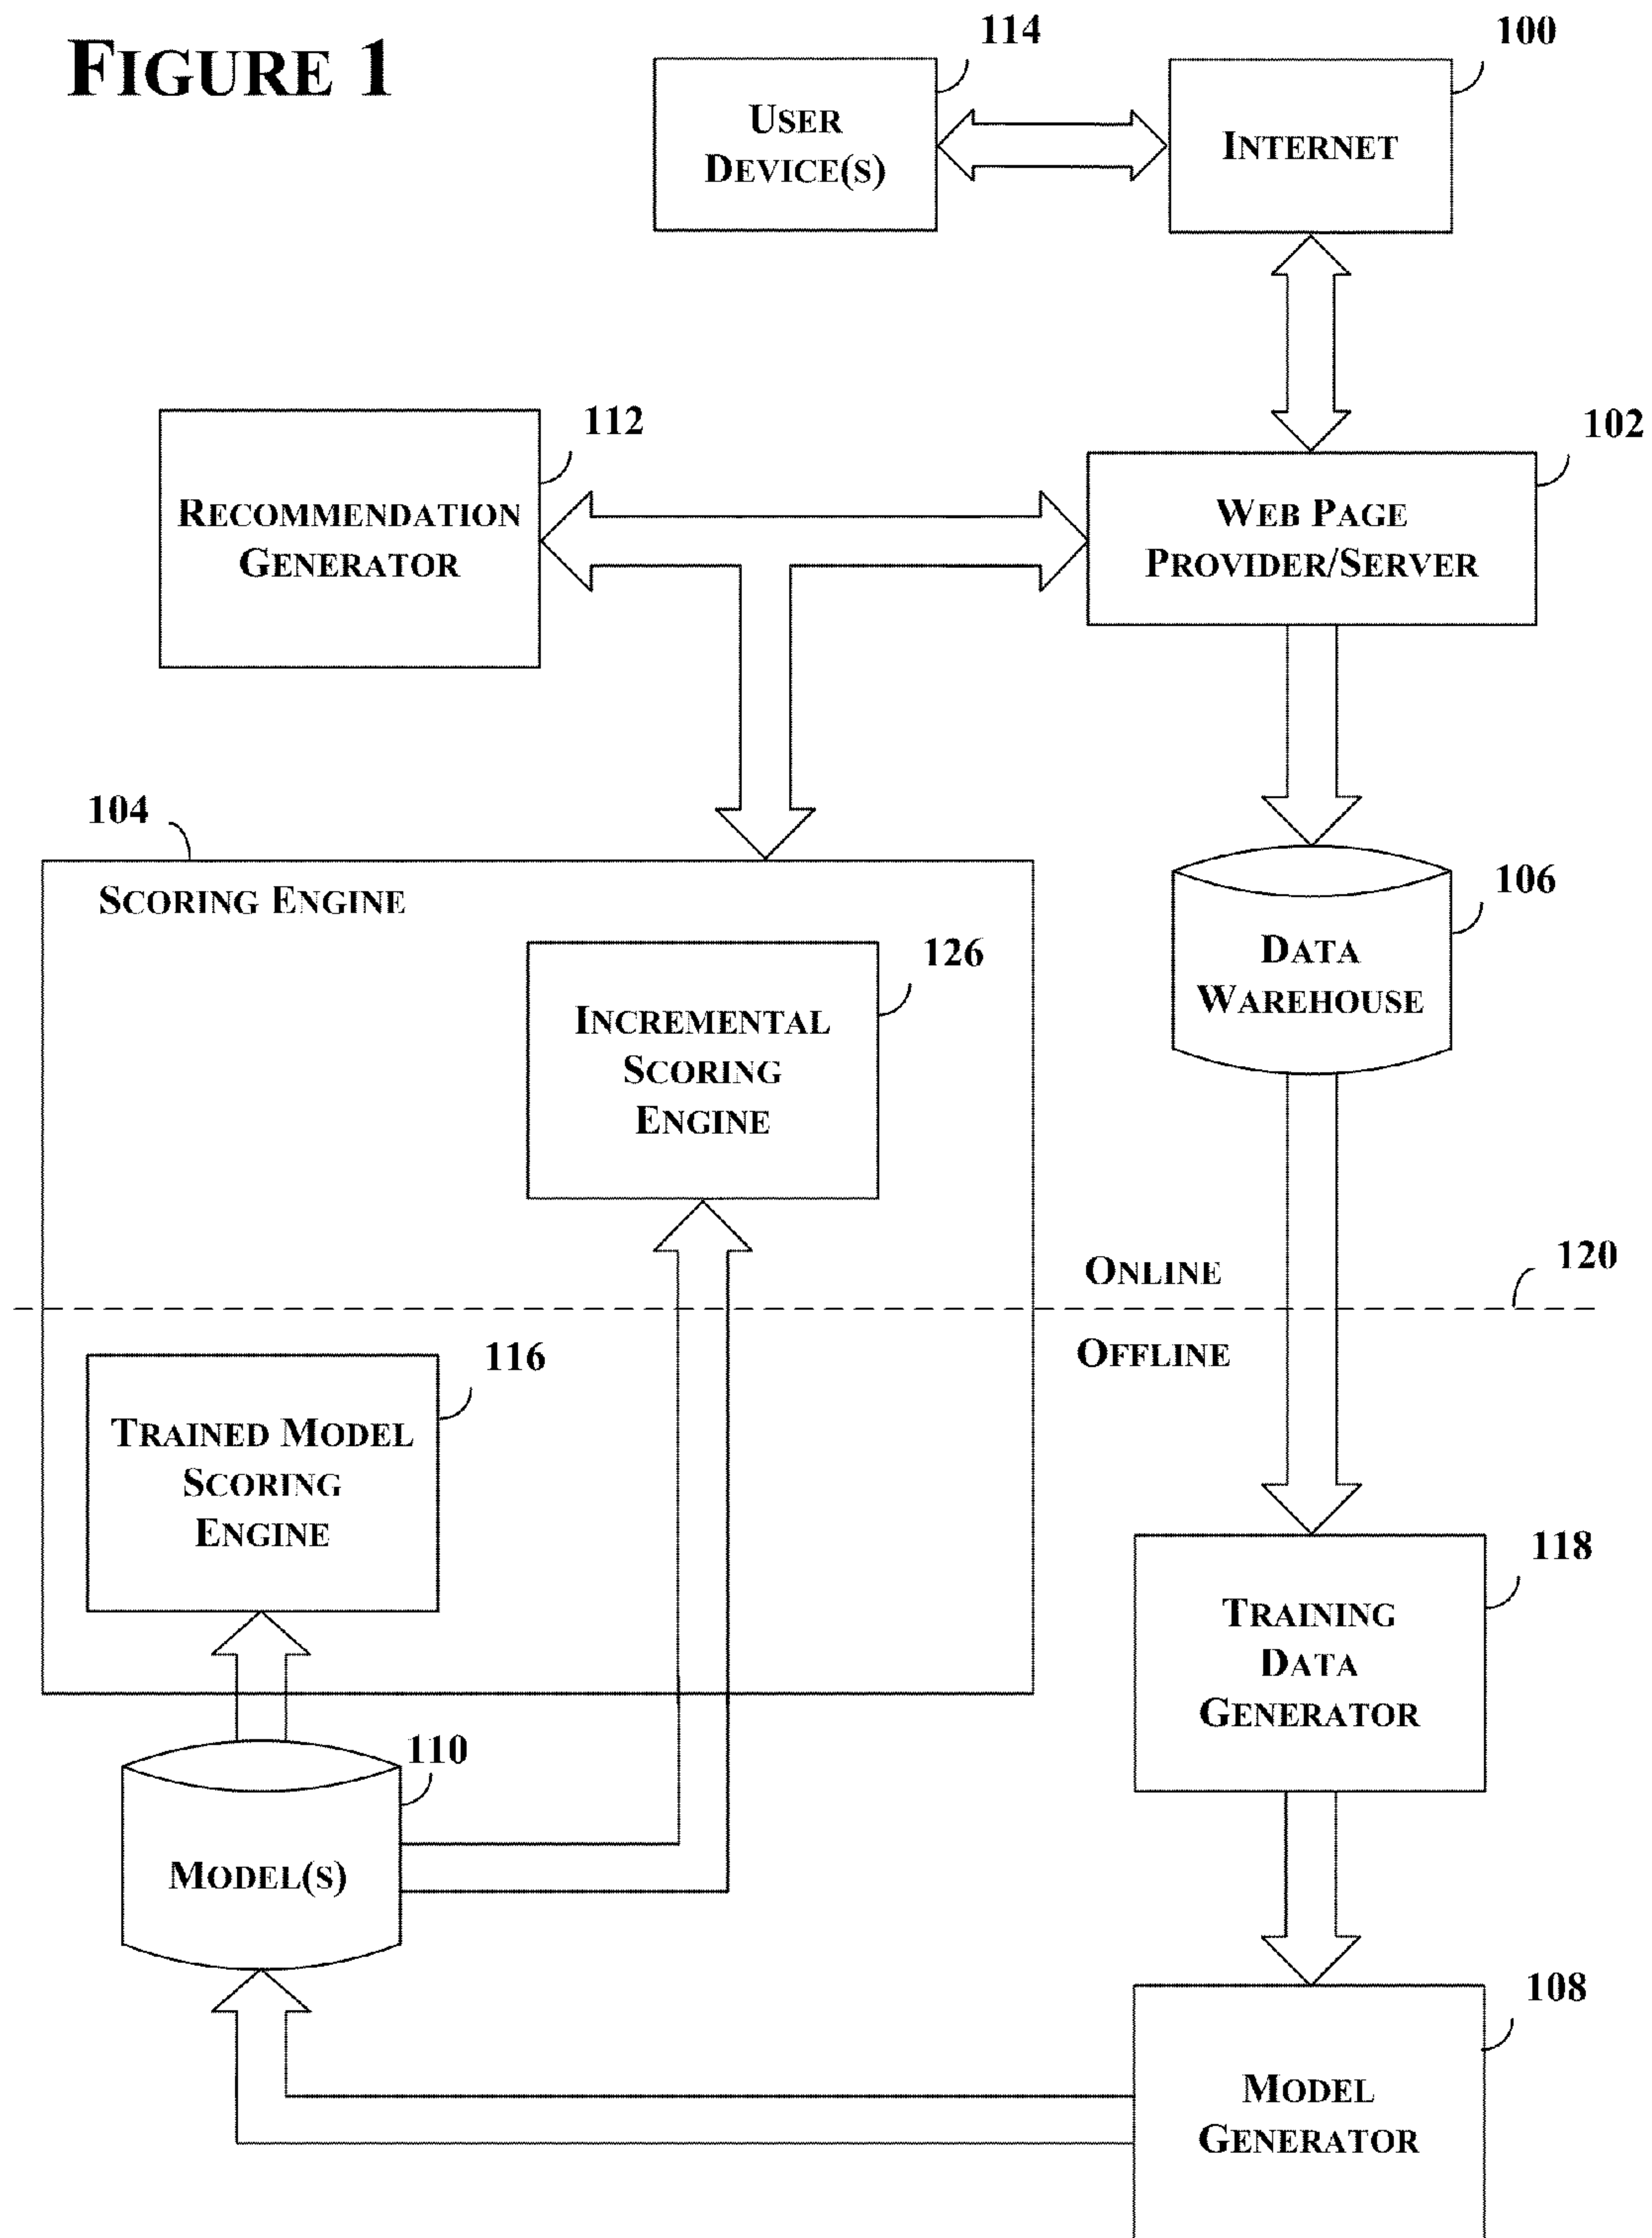 FIGURE 1
114
100
USER
DEVICE(S)
INTERNET
112
102
RECOMMENDATION
GENERATOR
WEB PAGE
PROVIDER/SERVER
104
SCORING ENGINE
106
DATA
WAREHOUSE
126
INCREMENTAL
SCORING
ENGINE
ONLINE
120
OFFLINE
116
TRAINED MODEL
SCORING
ENGINE
118
TRAINING
DATA
GENERATOR
110
MODEL(S)
108
MODEL
GENERATOR